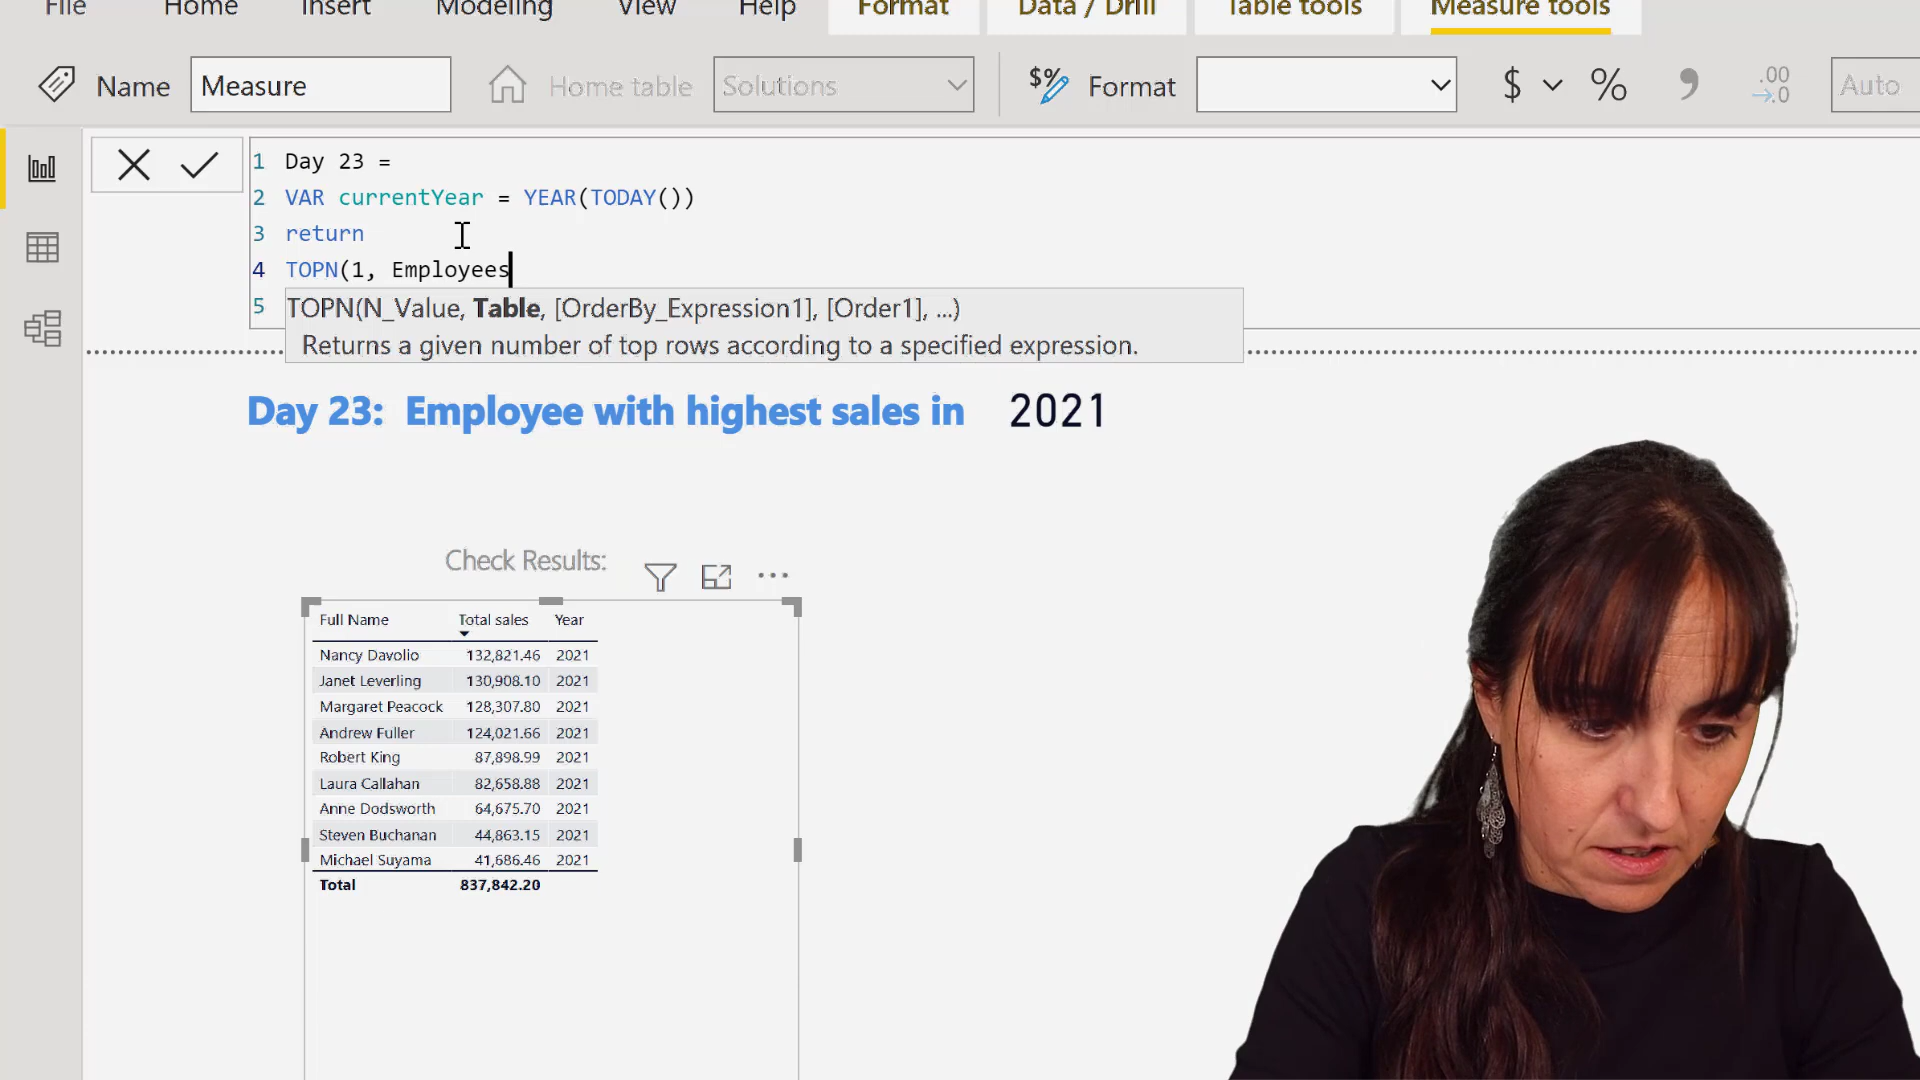 File Home Insert Modeling View Help Format Data / Drill Table tools Measure tools
Name Measure Home table Solutions Format $ % , .00 →.0 Auto
1 Day 23 =
2 VAR currentYear = YEAR(TODAY())
3 return
4 TOPN(1, Employees
5
TOPN(N_Value, Table, [OrderBy_Expression1], [Order1], ...)
Returns a given number of top rows according to a specified expression.
Day 23: Employee with highest sales in 2021
Check Results:
Full Name Total sales Year
Nancy Davolio 132,821.46 2021
Janet Leverling 130,908.10 2021
Margaret Peacock 128,307.80 2021
Andrew Fuller 124,021.66 2021
Robert King 87,898.99 2021
Laura Callahan 82,658.88 2021
Anne Dodsworth 64,675.70 2021
Steven Buchanan 44,863.15 2021
Michael Suyama 41,686.46 2021
Total 837,842.20